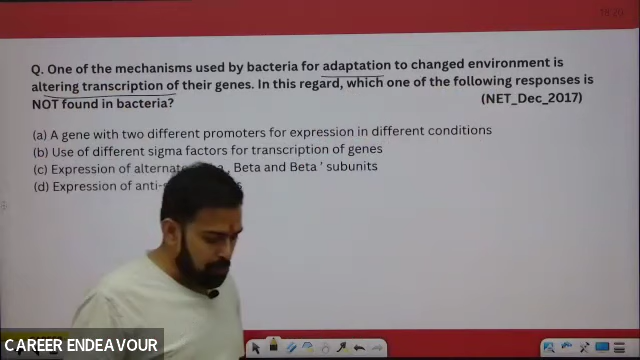 Q. One of the mechanisms used by bacteria for adaptation to changed environment is
altering transcription of their genes. In this regard, which one of the following responses is
NOT found in bacteria? (NET_Dec_2017)
(a) A gene with two different promoters for expression in different conditions
(b) Use of different sigma factors for transcription of genes
(c) Expression of , Beta and Beta ' subunits
(d) Expression of
CAREER ENDEAVOUR